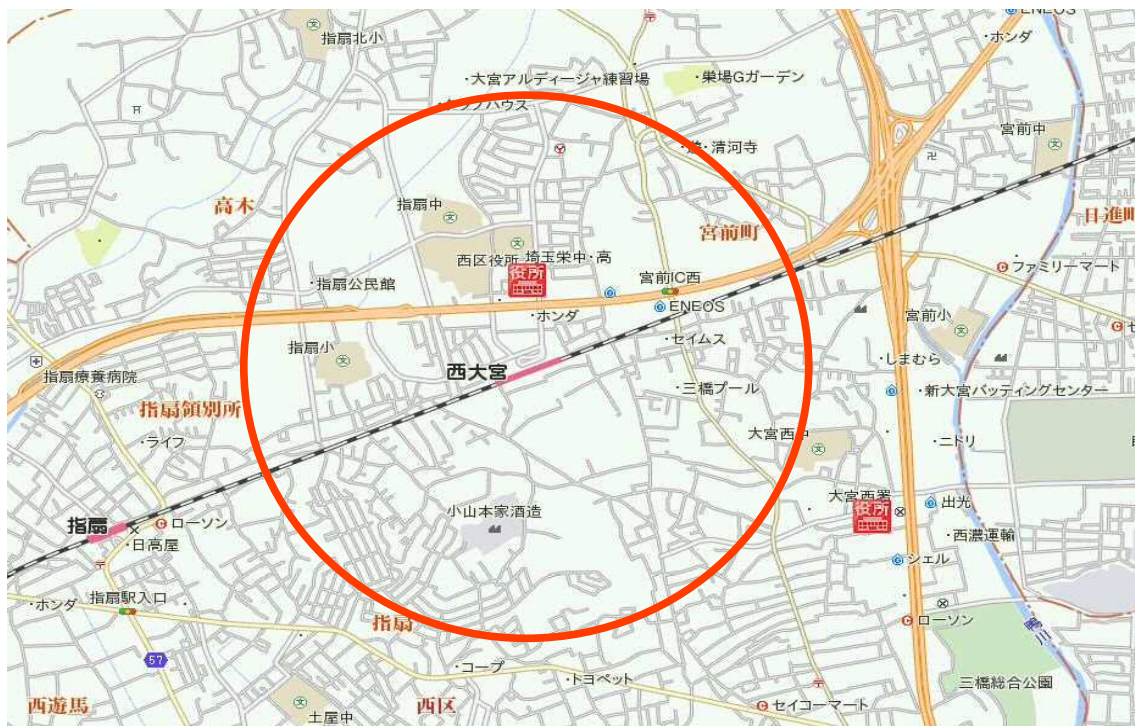 ENEOS
ホンダ
指扇北小
大宮アルディージャ練習場
巣場Gガーデン
宮前中
清河寺
指扇中
高木
宮前町
日進町
西区役所
埼玉栄中・高
役所
宮前IC西
ファミリーマート
指扇公民館
ENEOS
ホンダ
宮前小
セ
指扇小
セイムス
しまむら
西大宮
指扇療養病院
三橋プール
新大宮バッティングセンター
指扇領別所
大宮西中
ライフ
ニトリ
大宮西署
役所
出光
小山本家酒造
指扇
ローソン
日高屋
西濃運輸
シェル
ホンダ
指扇駅入口
指扇
ローソン
鴨川
57
コープ
トヨペット
三橋総合公園
西遊馬
土屋中
西区
セイコーマート